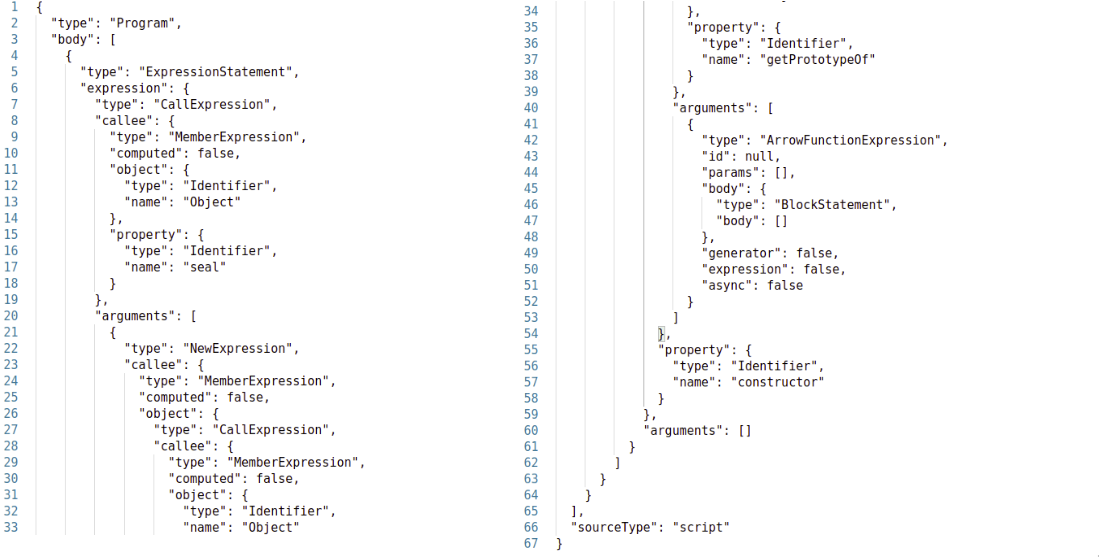 1 {
2   "type": "Program",
3   "body": [
4     {
5       "type": "ExpressionStatement",
6       "expression": {
7         "type": "CallExpression",
8         "callee": {
9           "type": "MemberExpression",
10           "computed": false,
11           "object": {
12             "type": "Identifier",
13             "name": "Object"
14           },
15           "property": {
16             "type": "Identifier",
17             "name": "seal"
18           }
19         },
20         "arguments": [
21           {
22             "type": "NewExpression",
23             "callee": {
24               "type": "MemberExpression",
25               "computed": false,
26               "object": {
27                 "type": "CallExpression",
28                 "callee": {
29                   "type": "MemberExpression",
30                   "computed": false,
31                   "object": {
32                     "type": "Identifier",
33                     "name": "Object"
34                   },
35                   "property": {
36                     "type": "Identifier",
37                     "name": "getPrototypeOf"
38                   }
39                 },
40                 "arguments": [
41                   {
42                     "type": "ArrowFunctionExpression",
43                     "id": null,
44                     "params": [],
45                     "body": {
46                       "type": "BlockStatement",
47                       "body": []
48                     },
49                     "generator": false,
50                     "expression": false,
51                     "async": false
52                   }
53                 ]
54               },
55               "property": {
56                 "type": "Identifier",
57                 "name": "constructor"
58               }
59             },
60             "arguments": []
61           }
62         ]
63       }
64     }
65   ],
66   "sourceType": "script"
67 }